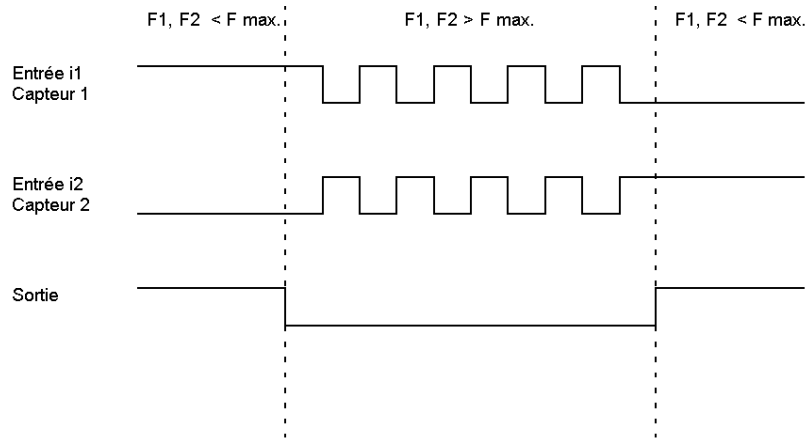 F1, F2 < F max.
F1, F2 > F max.
F1, F2 < F max.
Entrée i1
Capteur 1
Entrée i2
Capteur 2
Sortie